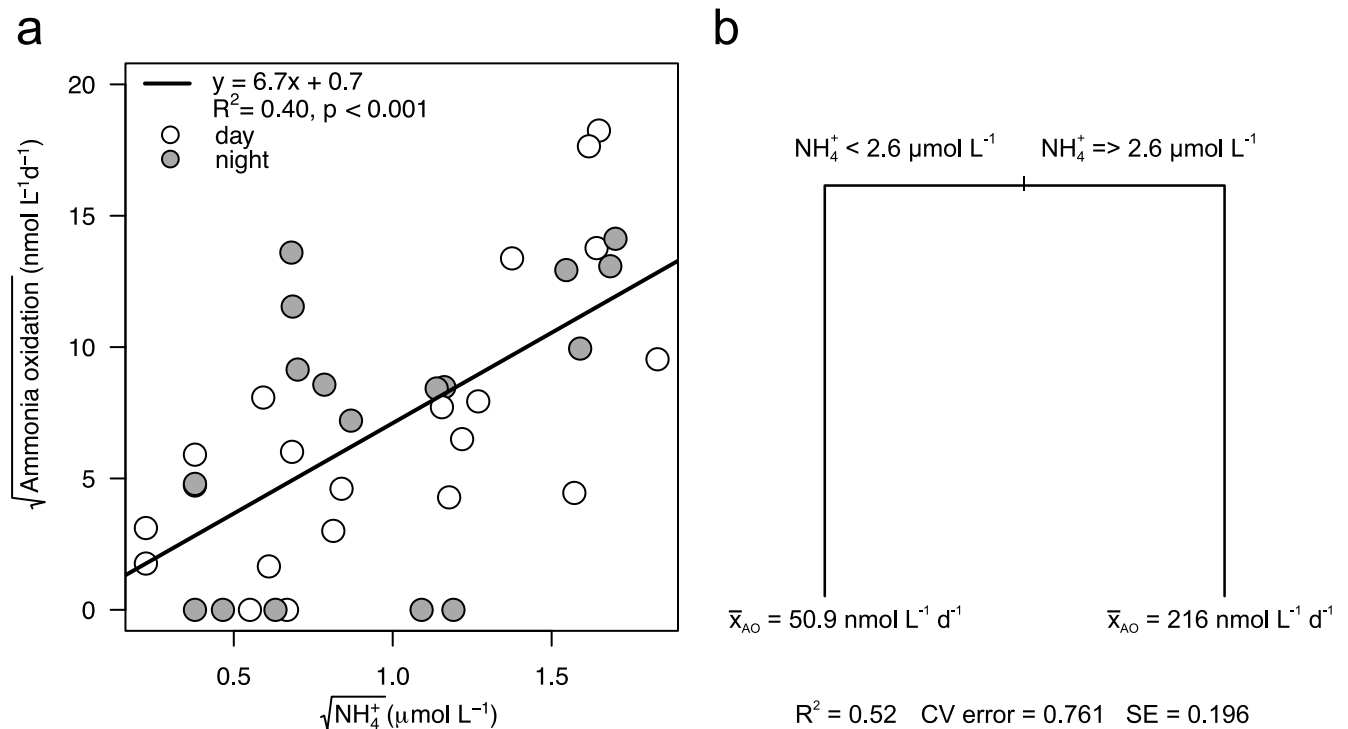 a
y = 6.7x + 0.7
R²= 0.40, p < 0.001
day
night
√Ammonia oxidation (nmol L⁻¹d⁻¹)
20
15
10
5
0
0.5 1.0 1.5
√NH₄⁺ (μmol L⁻¹)
b
NH₄⁺ < 2.6 µmol L⁻¹ NH₄⁺ => 2.6 µmol L⁻¹
x̅AO = 50.9 nmol L⁻¹ d⁻¹ x̅AO = 216 nmol L⁻¹ d⁻¹
R² = 0.52 CV error = 0.761 SE = 0.196